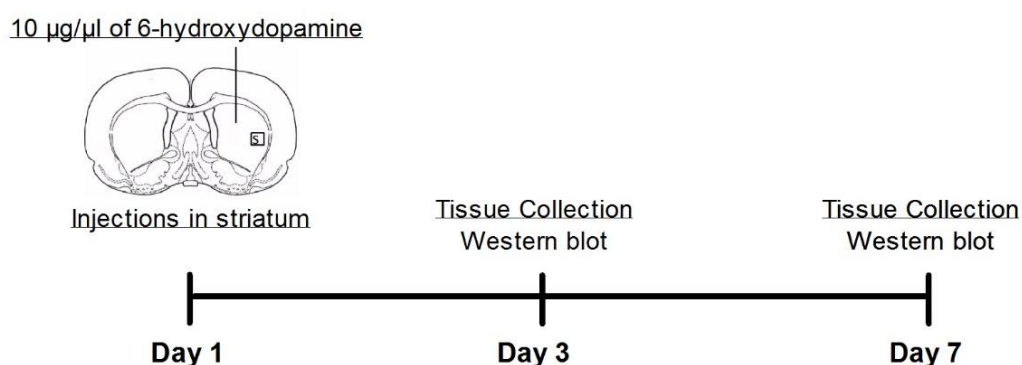 10 µg/µl of 6-hydroxydopamine
S
Injections in striatum
Tissue Collection
Western blot
Tissue Collection
Western blot
Day 1
Day 3
Day 7